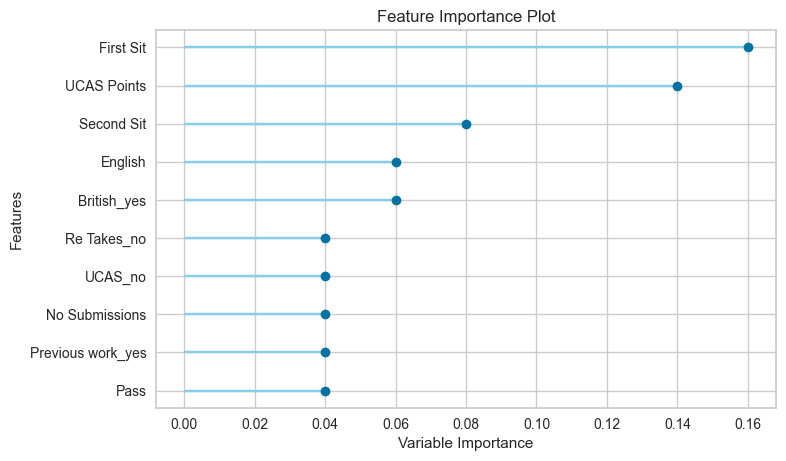 Feature Importance Plot
Features
First Sit
UCAS Points
Second Sit
English
British_yes
Re Takes_no
UCAS_no
No Submissions
Previous work_yes
Pass
0.00 0.02 0.04 0.06 0.08 0.10 0.12 0.14 0.16
Variable Importance